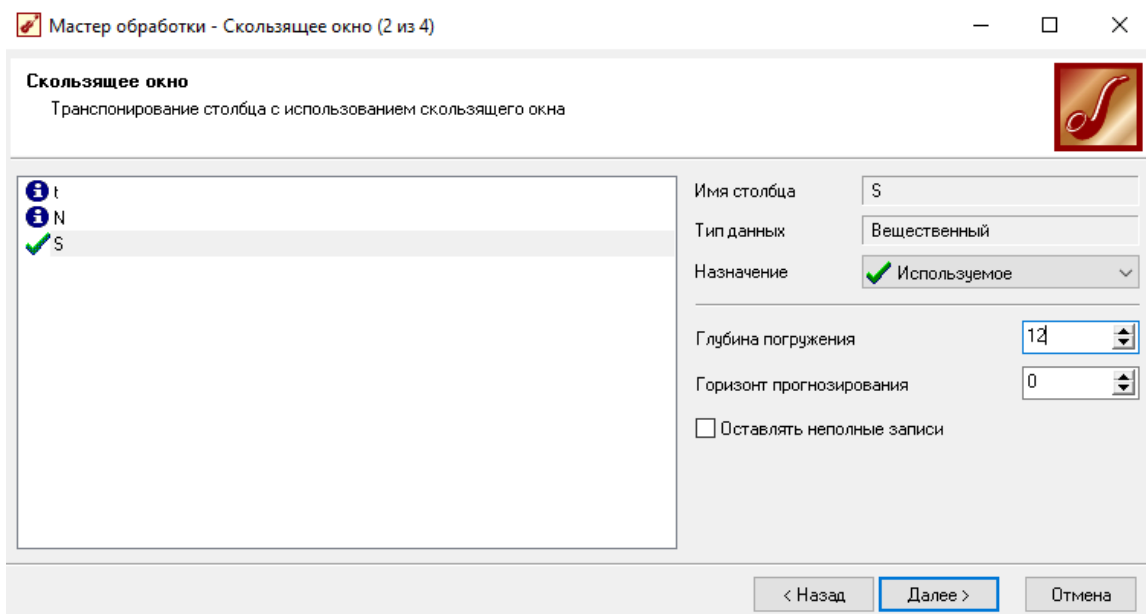 Мастер обработки - Скользящее окно (2 из 4)
Скользящее окно
Транспонирование столбца с использованием скользящего окна
t
N
S
Имя столбца S
Тип данных Вещественный
Назначение Используемое
Глубина погружения 12
Горизонт прогнозирования 0
Оставлять неполные записи
< Назад Далее > Отмена